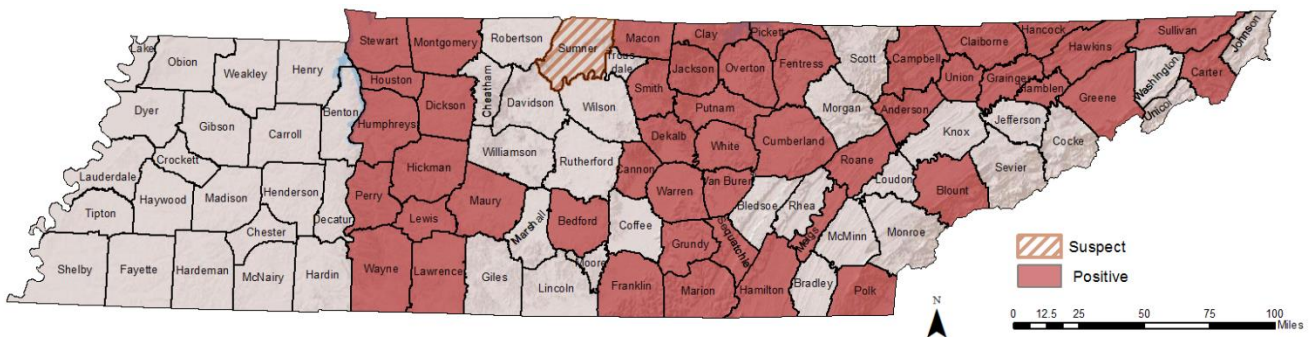 Lake
Obion
Weakley
Henry
Stewart
Montgomery
Robertson
Sumner
Macon
Clay
Pickett
Scott
Campbell
Claiborne
Hancock
Hawkins
Sullivan
Johnson
Houston
Cheatham
Trous
dale
Jackson
Overton
Fentress
Union
Grainger
Hamblen
Washington
Carter
Dyer
Gibson
Carroll
Benton
Humphreys
Dickson
Davidson
Wilson
Smith
Putnam
Morgan
Anderson
Knox
Jefferson
Greene
Unicoi
Crockett
Lauderdale
Haywood
Madison
Henderson
Decatur
Perry
Hickman
Williamson
Rutherford
Cannon
Dekalb
White
Cumberland
Roane
Loudon
Blount
Sevier
Cocke
Tipton
Chester
Lewis
Maury
Marshall
Bedford
Coffee
Warren
Van Buren
Bledsoe
Rhea
Meigs
McMinn
Monroe
Shelby
Fayette
Hardeman
McNairy
Hardin
Wayne
Lawrence
Giles
Lincoln
Moore
Franklin
Grundy
Marion
Sequatchie
Hamilton
Bradley
Polk
Suspect
Positive
N
0 12.5 25 50 75 100
Miles